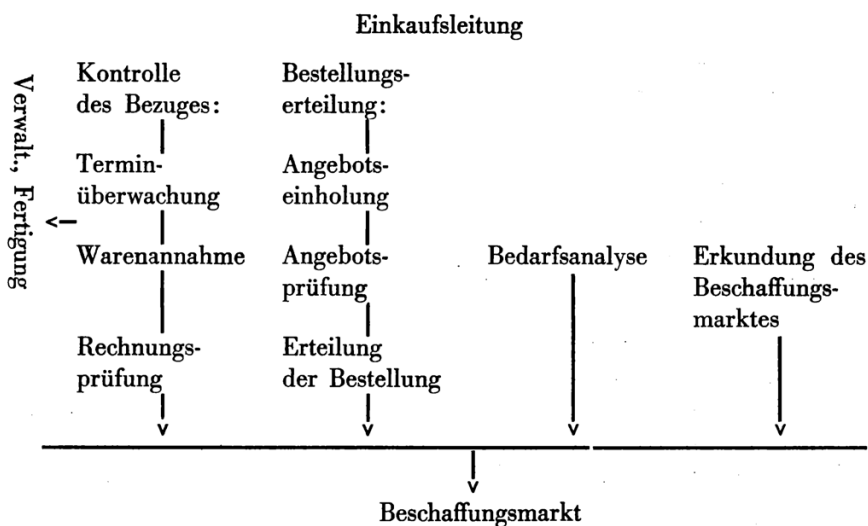 Einkaufsleitung
Verwalt., Fertigung
Kontrolle
des Bezuges:
Termin-
überwachung
Warenannahme
Rechnungs-
prüfung
Bestellungs-
erteilung:
Angebots-
einholung
Angebots-
prüfung
Erteilung
der Bestellung
Bedarfsanalyse
Erkundung des
Beschaffungs-
marktes
Beschaffungsmarkt